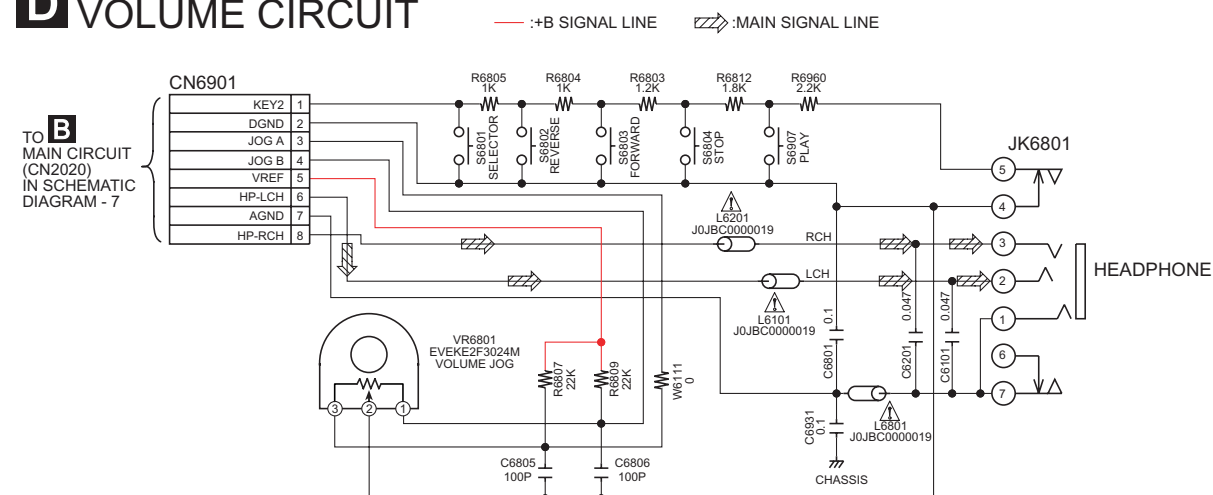 D VOLUME CIRCUIT
:+B SIGNAL LINE
:MAIN SIGNAL LINE
CN6901
KEY2 1
DGND 2
JOG A 3
JOG B 4
VREF 5
HP-LCH 6
AGND 7
HP-RCH 8
TO B
MAIN CIRCUIT
(CN2020)
IN SCHEMATIC
DIAGRAM - 7
R6805
1K
R6804
1K
R6803
1.2K
R6812
1.8K
R6960
2.2K
S6801
SELECTOR
S6802
REVERSE
S6803
FORWARD
S6804
STOP
S6907
PLAY
JK6801
5
4
3
2
1
6
7
HEADPHONE
L6201
J0JBC0000019
RCH
LCH
L6101
J0JBC0000019
VR6801
EVEKE2F3024M
VOLUME JOG
3
2
1
R6807
22K
R6809
22K
W6111
0
C6801
0.1
C6201
0.047
C6101
0.047
C6931
0.1
L6801
J0JBC0000019
CHASSIS
C6805
100P
C6806
100P